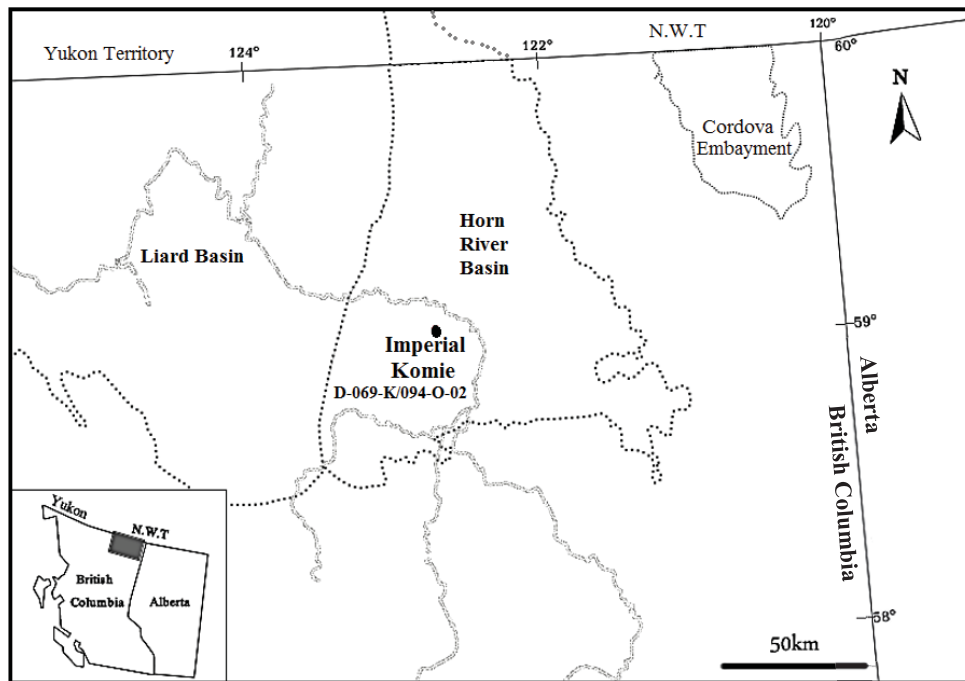 Yukon Territory
124°
122°
N.W.T
120°
60°
N
Cordova
Embayment
Horn
River
Basin
Liard Basin
59°
Imperial
Komie
D-069-K/094-O-02
Alberta
British Columbia
58°
50km
Yukon
N.W.T
British
Columbia
Alberta